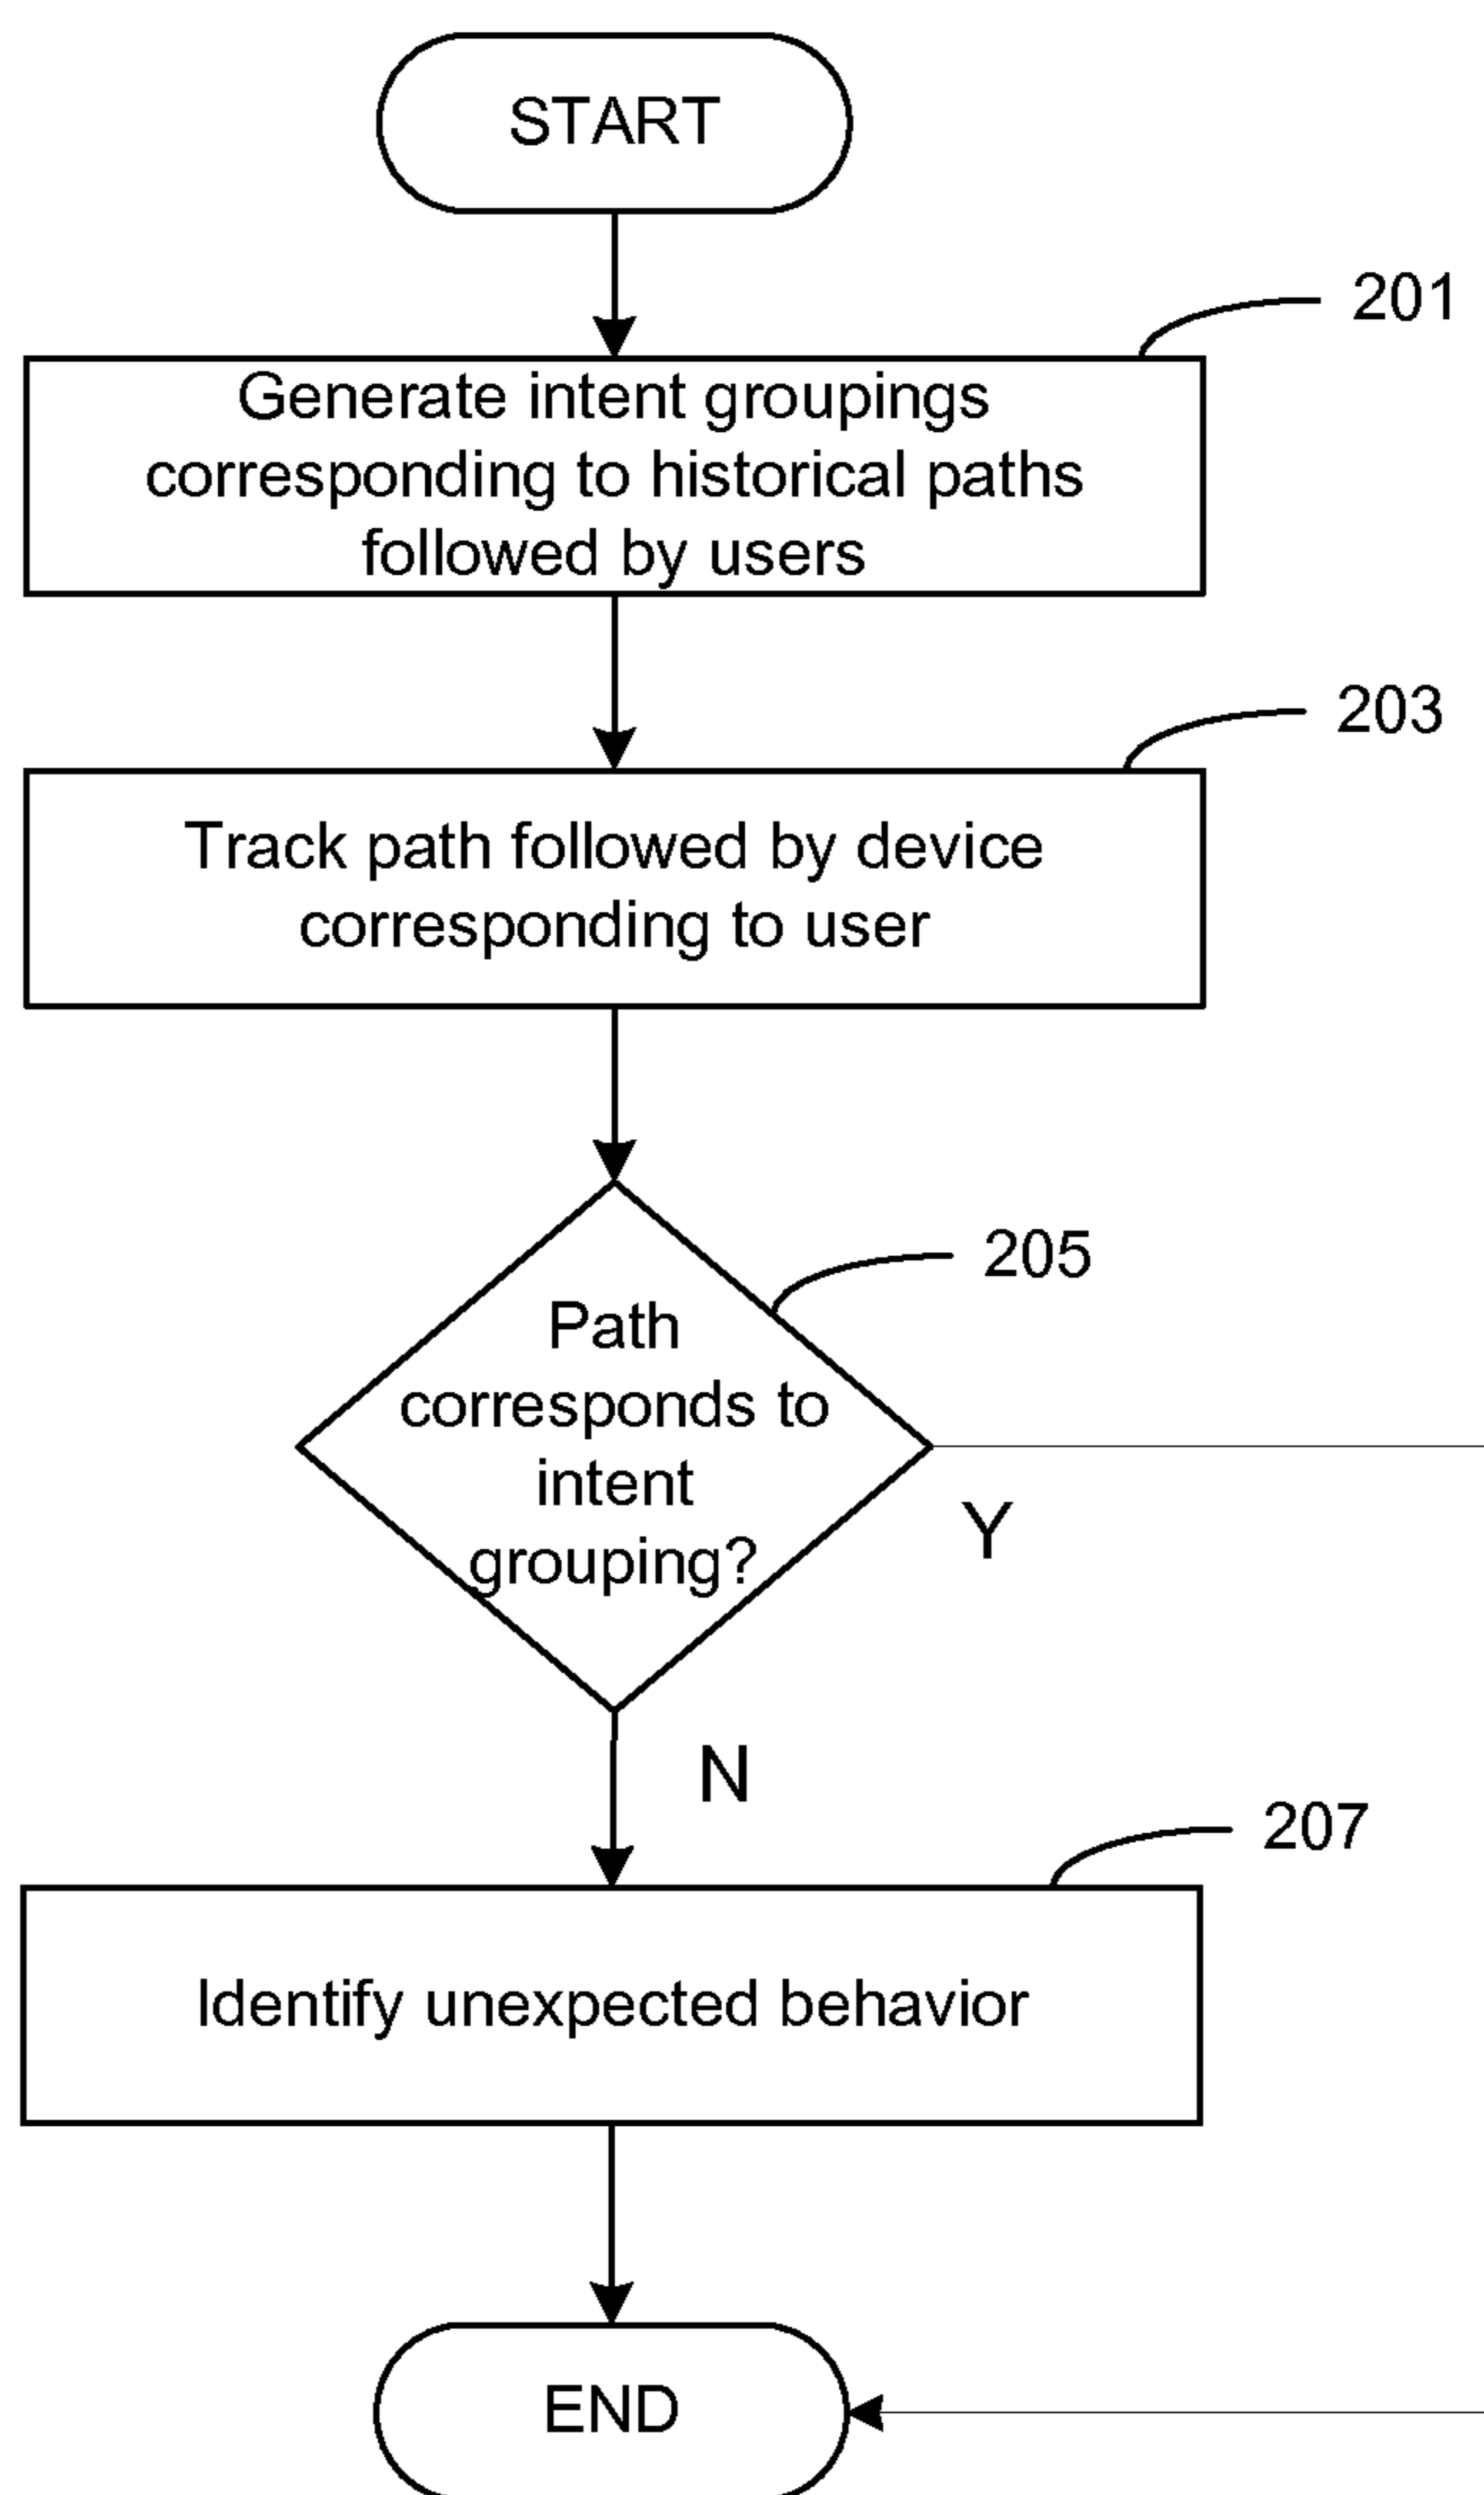 START
201
Generate intent groupings
corresponding to historical paths
followed by users
203
Track path followed by device
corresponding to user
205
Path
corresponds to
intent
grouping?
Y
N
207
Identify unexpected behavior
END